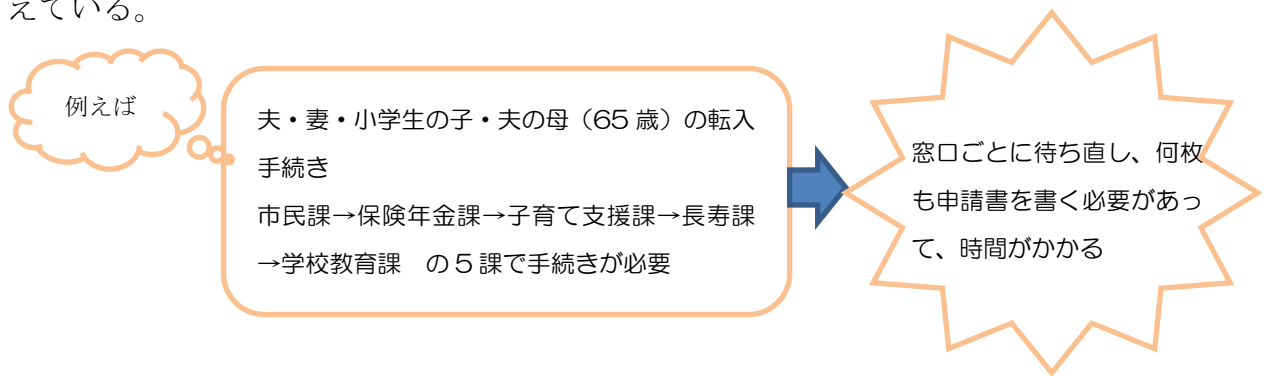 えている。
例えば
夫・妻・小学生の子・夫の母（65 歳）の転入
手続き
市民課→保険年金課→子育て支援課→長寿課
→学校教育課　の５課で手続きが必要
窓口ごとに待ち直し、何枚
も申請書を書く必要があっ
て、時間がかかる